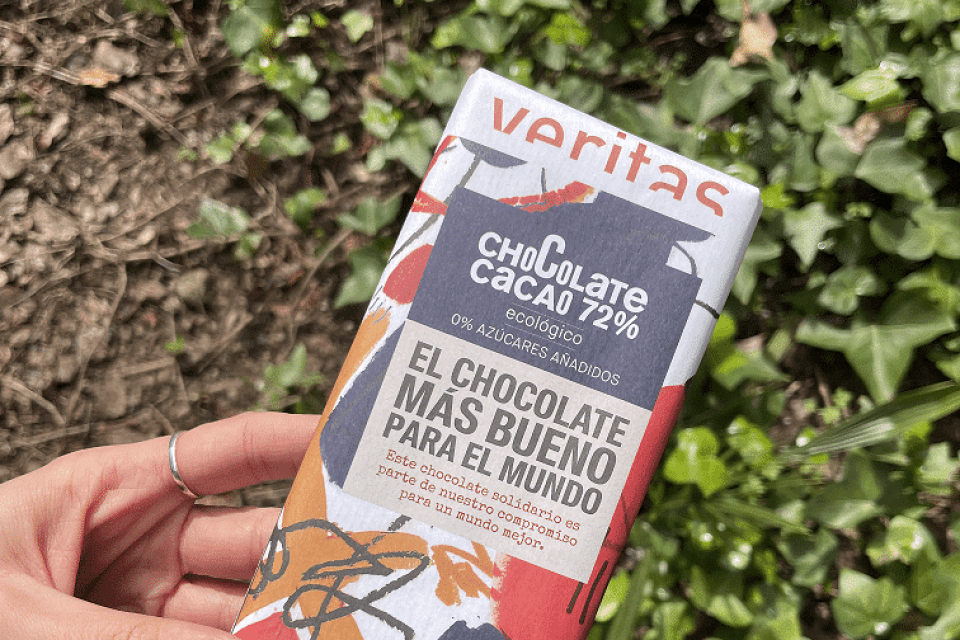 veritas
CHOCOLATE
CACAO 72%
ecológico
0% AZÚCARES AÑADIDOS
EL CHOCOLATE
MÁS BUENO
PARA EL MUNDO
Este chocolate solidario es
parte de nuestro compromiso
para un mundo mejor.